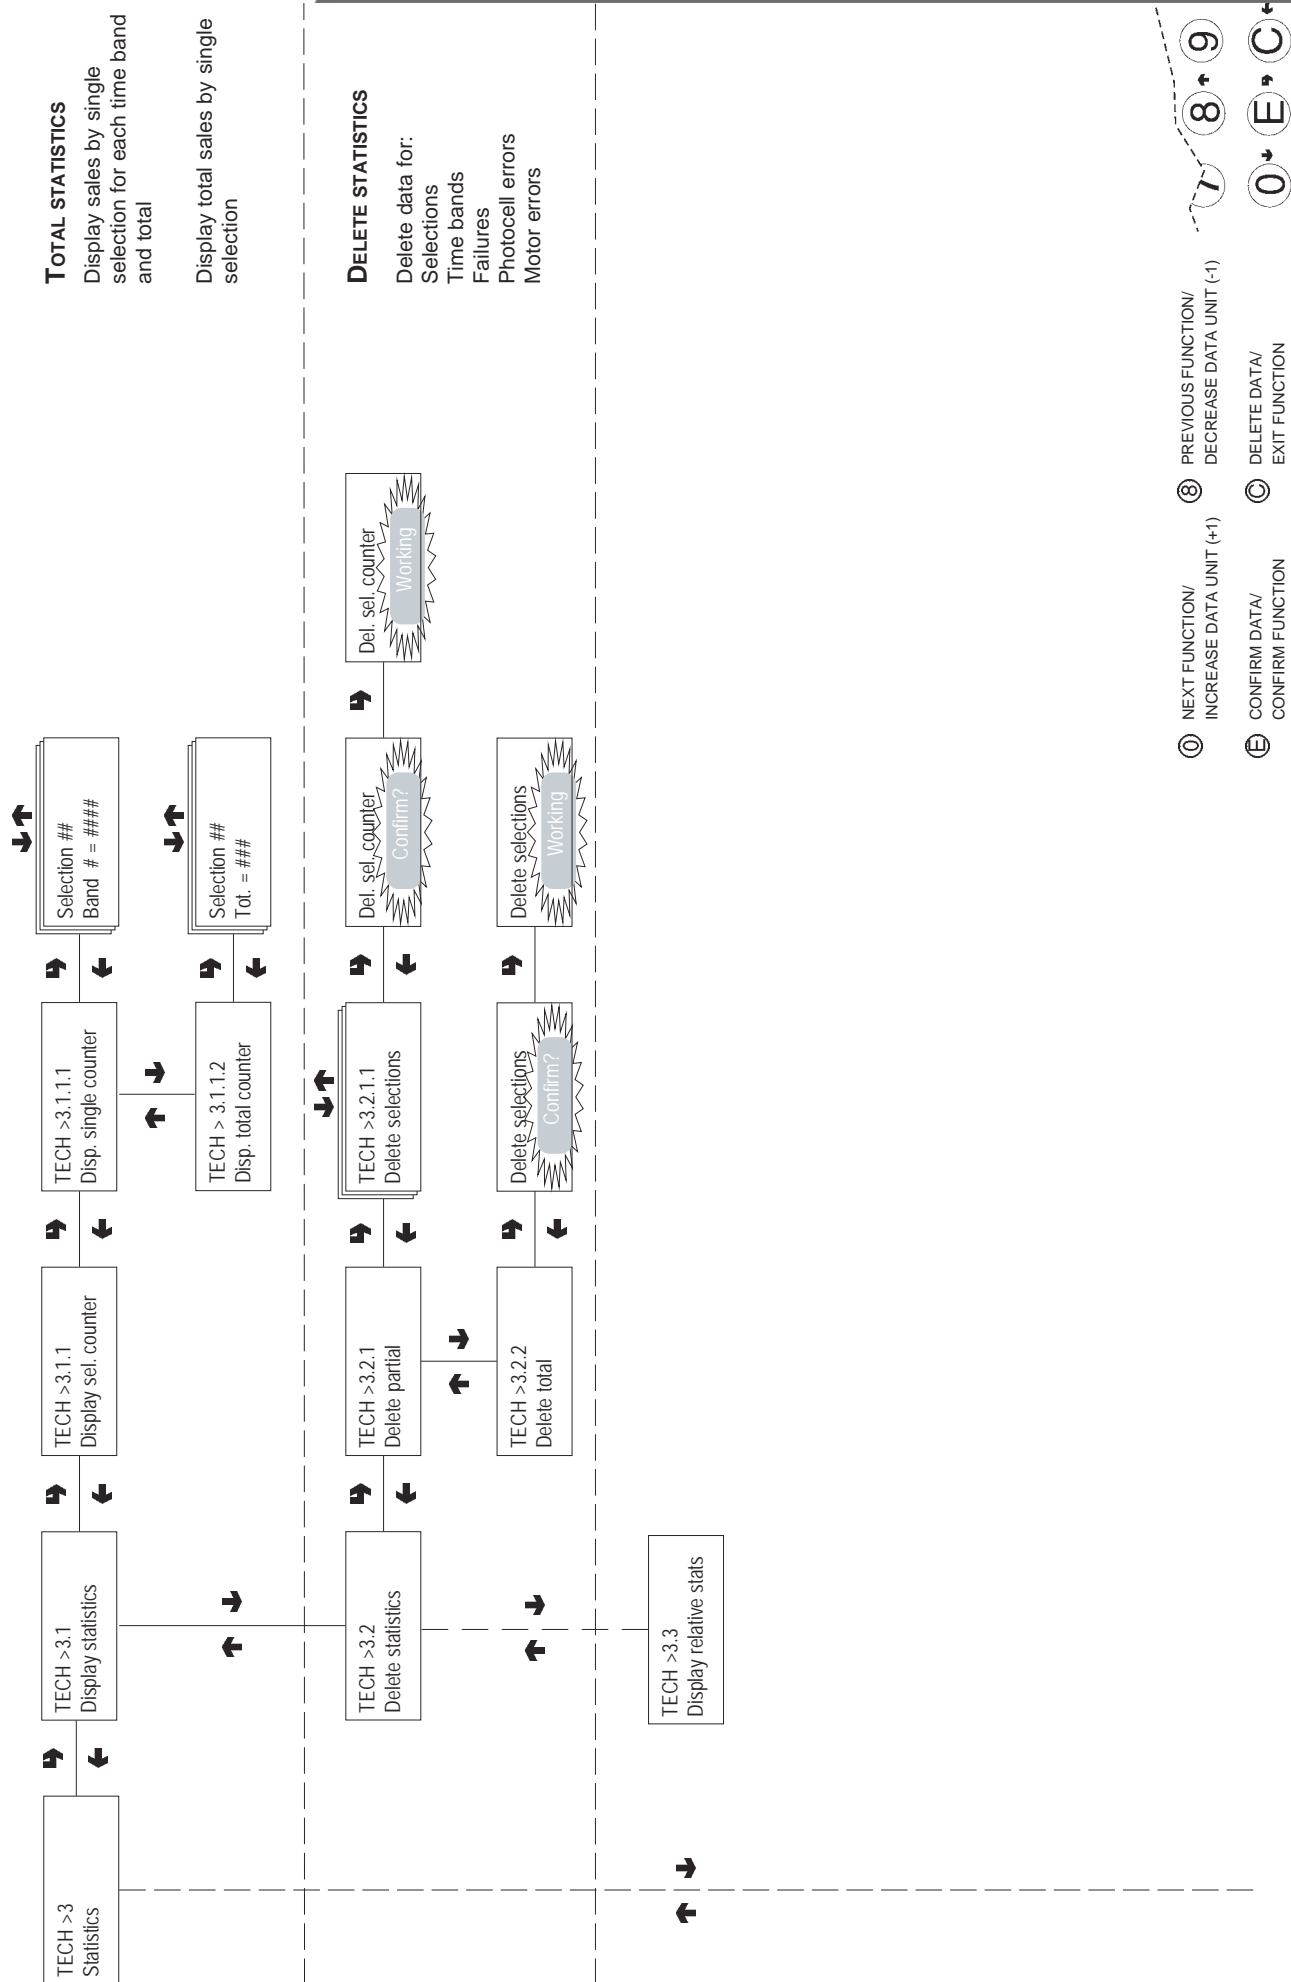 TECH >3
Statistics
TECH >3.1
Display statistics
TECH >3.1.1
Display sel. counter
TECH >3.1.1.1
Disp. single counter
Selection ##
Band # = ####
TOTAL STATISTICS
Display sales by single
selection for each time band
and total
TECH > 3.1.1.2
Disp. total counter
Selection ##
Tot. = ###
Display total sales by single
selection
TECH >3.2
Delete statistics
TECH >3.2.1
Delete partial
TECH >3.2.1.1
Delete selections
Del. sel. counter
Confirm?
Del. sel. counter
Working
DELETE STATISTICS
Delete data for:
Selections
Time bands
Failures
Photocell errors
Motor errors
TECH >3.2.2
Delete total
Delete selections
Confirm?
Delete selections
Working
TECH >3.3
Display relative stats
0 NEXT FUNCTION/
INCREASE DATA UNIT (+1)
8 PREVIOUS FUNCTION/
DECREASE DATA UNIT (-1)
E CONFIRM DATA/
CONFIRM FUNCTION
C DELETE DATA/
EXIT FUNCTION
7 8 9
0 E C